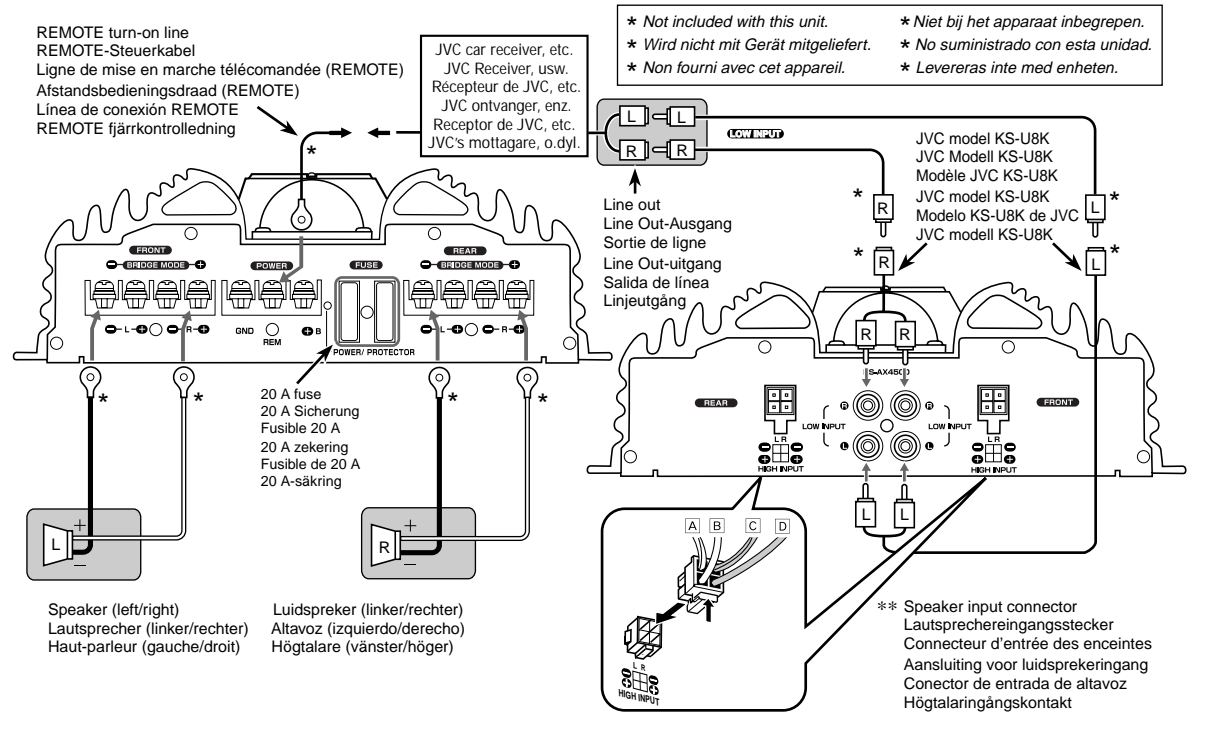 REMOTE turn-on line
REMOTE-Steuerkabel
Ligne de mise en marche télécomandée (REMOTE)
Afstandsbedieningsdraad (REMOTE)
Línea de conexión REMOTE
REMOTE fjärrkontrolledning
JVC car receiver, etc.
JVC Receiver, usw.
Récepteur de JVC, etc.
JVC ontvanger, enz.
Receptor de JVC, etc.
JVC's mottagare, o.dyl.
* Not included with this unit.
* Wird nicht mit Gerät mitgeliefert.
* Non fourni avec cet appareil.
* Niet bij het apparaat inbegrepen.
* No suministrado con esta unidad.
* Levereras inte med enheten.
L L
R R
LOW INPUT
Line out
Line Out-Ausgang
Sortie de ligne
Line Out-uitgang
Salida de línea
Linjeutgång
JVC model KS-U8K
JVC Modell KS-U8K
Modèle JVC KS-U8K
JVC model KS-U8K
Modelo KS-U8K de JVC
JVC modell KS-U8K
* R
* R
L *
L *
*
FRONT
BRIDGE MODE
POWER
FUSE
REAR
BRIDGE MODE
L R
GND
REM
B
POWER/ PROTECTOR
L R
* * * *
20 A fuse
20 A Sicherung
Fusible 20 A
20 A zekering
Fusible de 20 A
20 A-säkring
L + –
R + –
Speaker (left/right)
Lautsprecher (linker/rechter)
Haut-parleur (gauche/droit)
Luidspreker (linker/rechter)
Altavoz (izquierdo/derecho)
Högtalare (vänster/höger)
R R
REAR
R R
LOW INPUT
LOW INPUT
L L
FRONT
L R
HIGH INPUT
L R
HIGH INPUT
L L
A B C D
L R
HIGH INPUT
** Speaker input connector
Lautsprechereingangsstecker
Connecteur d'entrée des enceintes
Aansluiting voor luidsprekeringang
Conector de entrada de altavoz
Högtalaringångskontakt